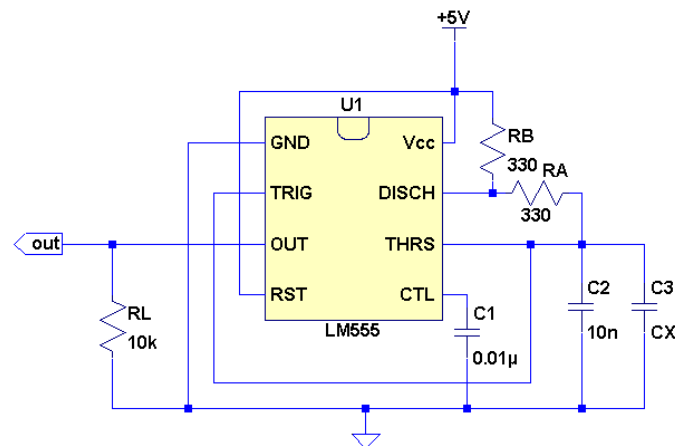 +5V
U1
GND
Vcc
RB
330
RA
330
TRIG
DISCH
out
OUT
THRS
RST
CTL
RL
10k
LM555
C1
0.01µ
C2
10n
C3
CX